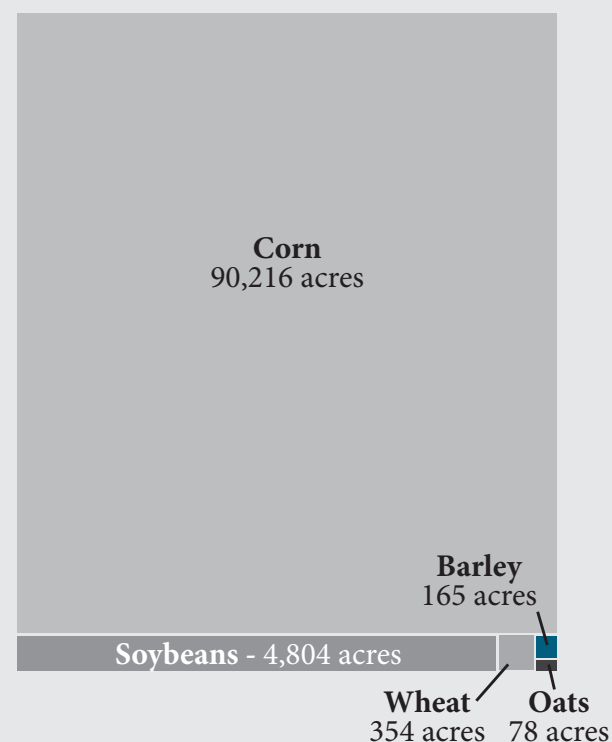 Corn
90,216 acres
Barley
165 acres
Soybeans - 4,804 acres
Wheat
354 acres
Oats
78 acres